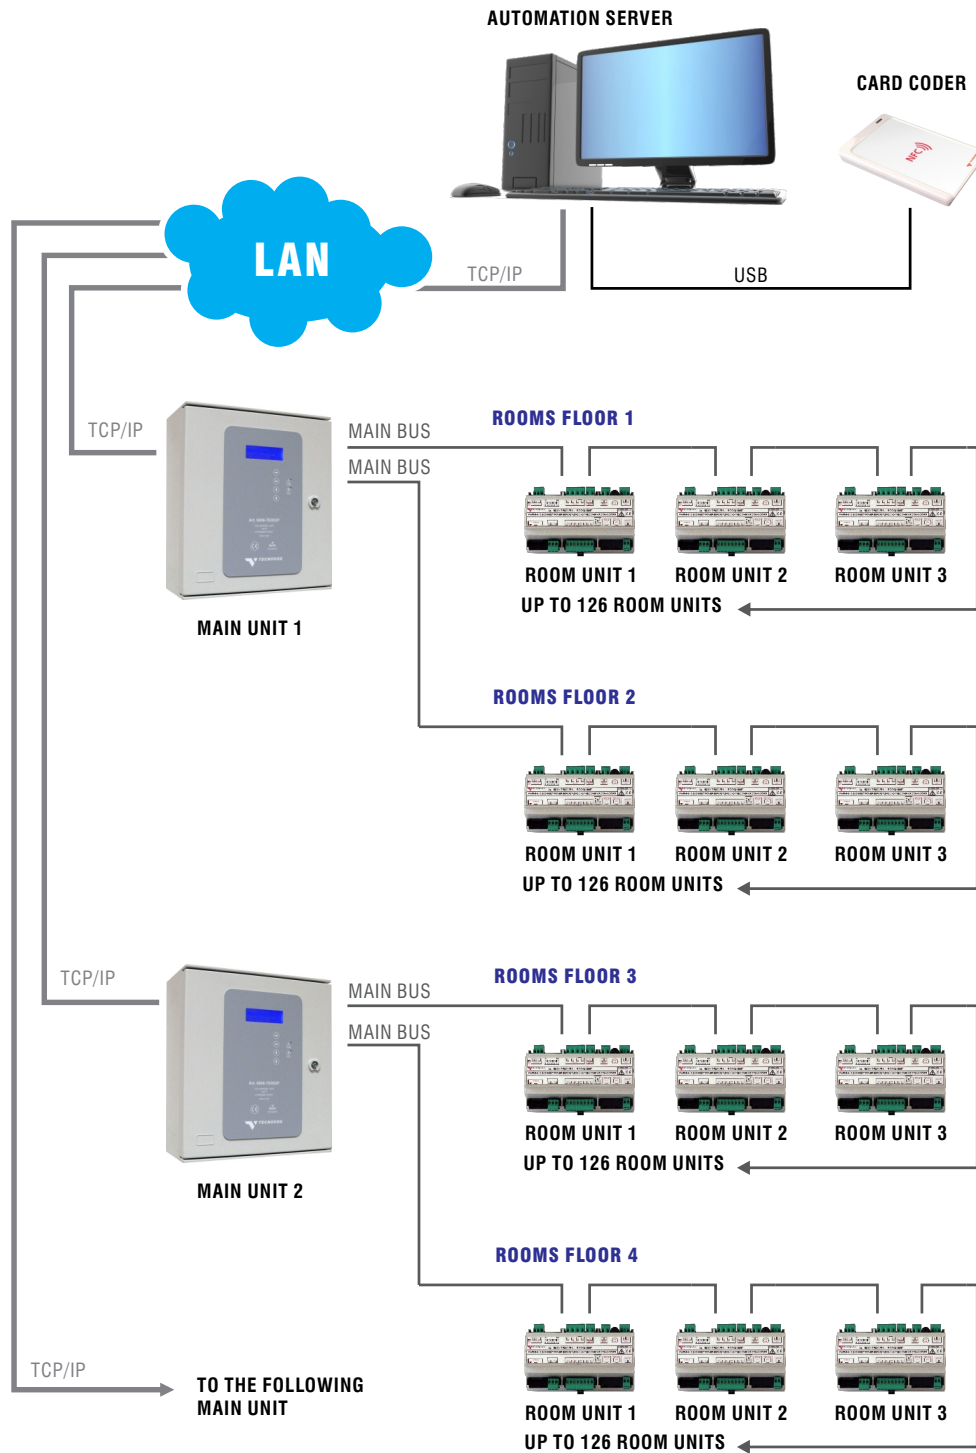 AUTOMATION SERVER
CARD CODER
NFC
LAN
TCP/IP
USB
TCP/IP
MAIN BUS
MAIN BUS
ROOMS FLOOR 1
ROOM UNIT 1
ROOM UNIT 2
ROOM UNIT 3
UP TO 126 ROOM UNITS
TECNOVAX
MAIN UNIT 1
ROOMS FLOOR 2
ROOM UNIT 1
ROOM UNIT 2
ROOM UNIT 3
UP TO 126 ROOM UNITS
TCP/IP
MAIN BUS
MAIN BUS
ROOMS FLOOR 3
ROOM UNIT 1
ROOM UNIT 2
ROOM UNIT 3
UP TO 126 ROOM UNITS
MAIN UNIT 2
ROOMS FLOOR 4
TCP/IP
TO THE FOLLOWING
MAIN UNIT
ROOM UNIT 1
ROOM UNIT 2
ROOM UNIT 3
UP TO 126 ROOM UNITS